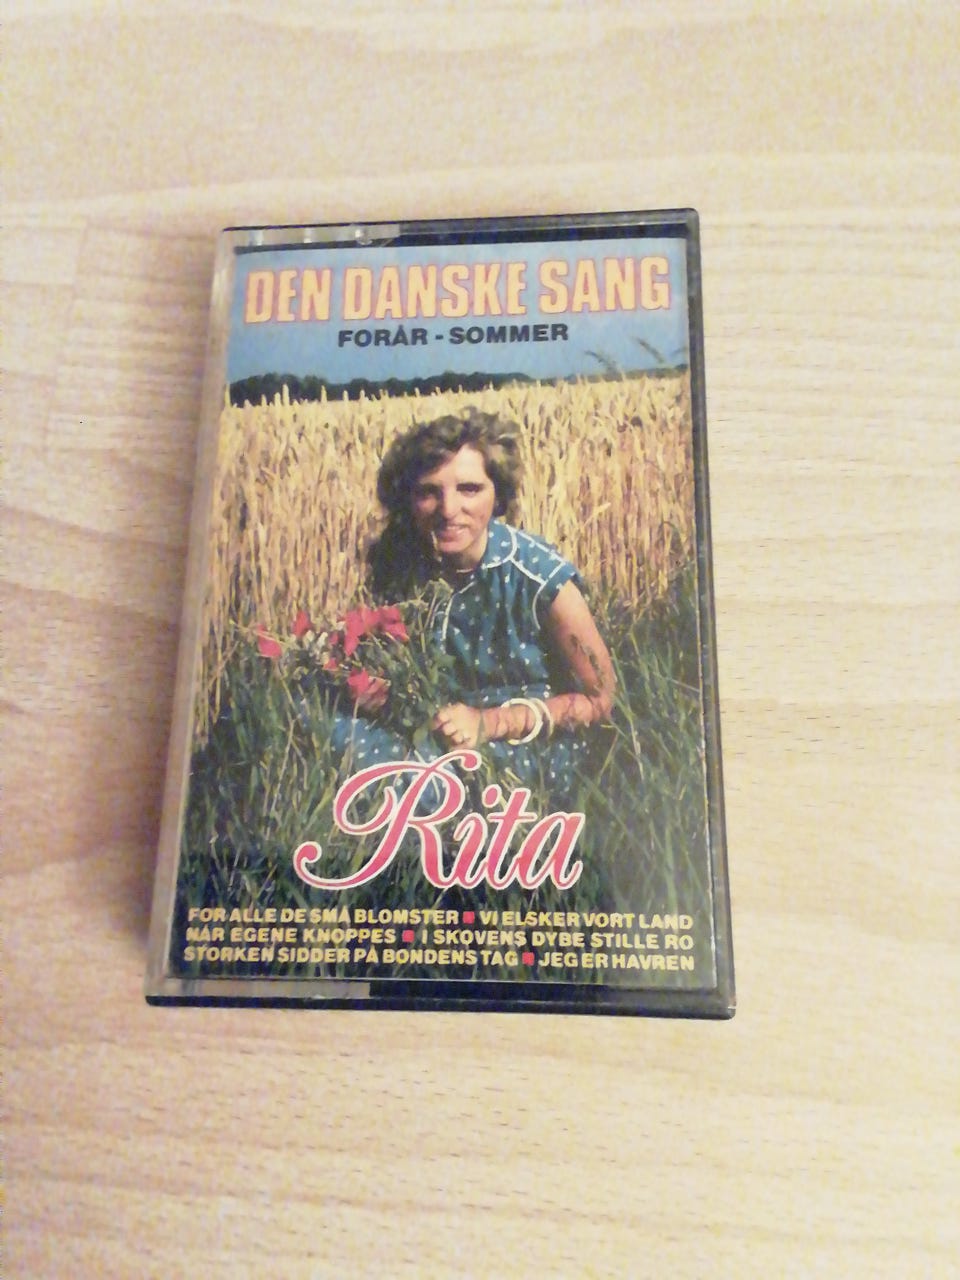 DEN DANSKE SANG
FORÅR - SOMMER
Rita
FOR ALLE DE SMÅ BLOMSTER ■ VI ELSKER VORT LAND
NÅR EGENE KNOPPES ■ I SKOVENS DYBE STILLE RO
STORKEN SIDDER PÅ BONDENS TAG ■ JEG ER HAVREN